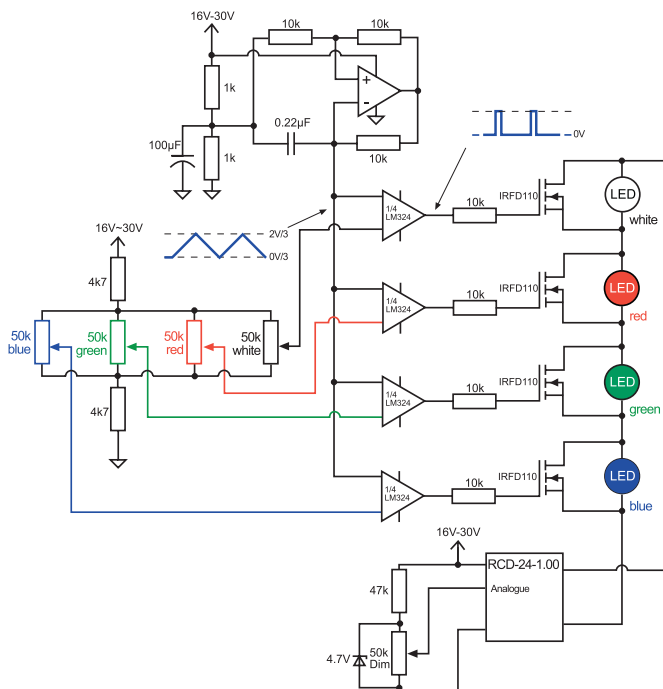 16V-30V
10k
10k
1k
+
-
0.22µF
100µF
1k
10k
0V
IRFD110
LED
white
1/4
LM324
10k
2V/3
0V/3
16V~30V
4k7
1/4
LM324
10k
IRFD110
LED
red
50k
blue
50k
green
50k
red
50k
white
4k7
1/4
LM324
10k
IRFD110
LED
green
1/4
LM324
10k
IRFD110
LED
blue
16V-30V
RCD-24-1.00
Analogue
47k
4.7V
50k
Dim